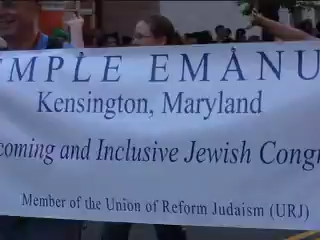 MPLE EMANU
Kensington, Maryland
coming and Inclusive Jewish Congr
Member of the Union of Reform Judaism (URJ)